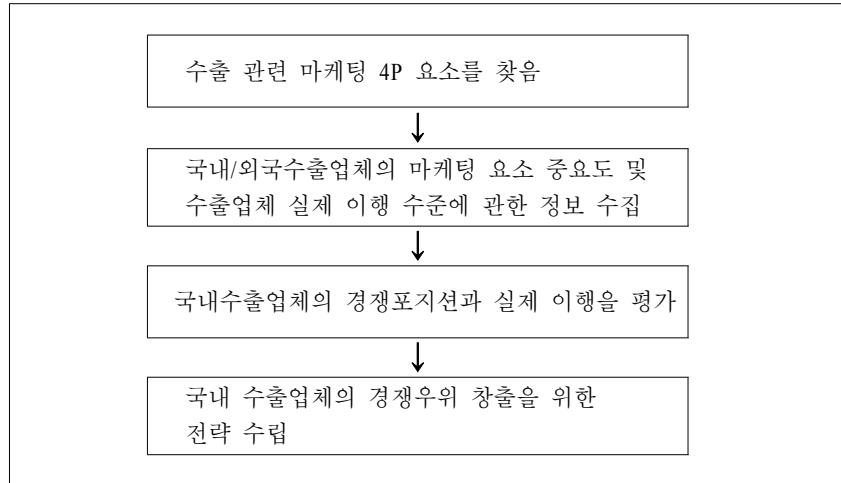 수출 관련 마케팅 4P 요소를 찾음
국내/외국수출업체의 마케팅 요소 중요도 및
수출업체 실제 이행 수준에 관한 정보 수집
국내수출업체의 경쟁포지션과 실제 이행을 평가
국내 수출업체의 경쟁우위 창출을 위한
전략 수립